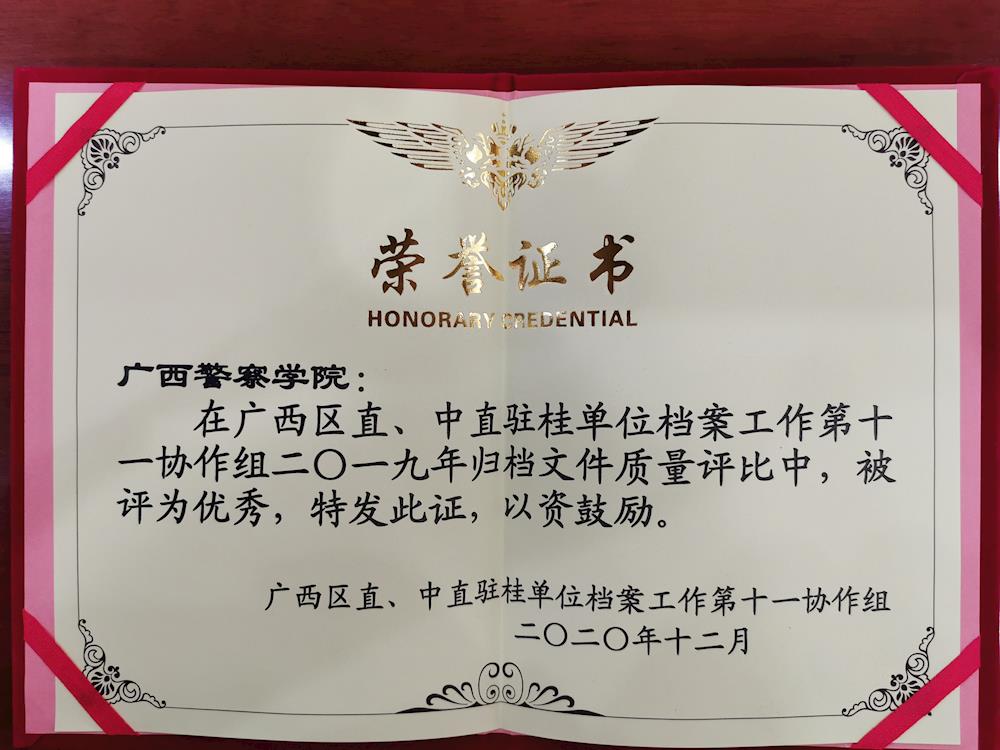 荣誉证书
HONORARY CREDENTIAL
广西警察学院：
在广西区直、中直驻桂单位档案工作第十
一协作组二〇一九年归档文件质量评比中，被
评为优秀，特发此证，以资鼓励。
广西区直、中直驻桂单位档案工作第十一协作组
二〇二〇年十二月